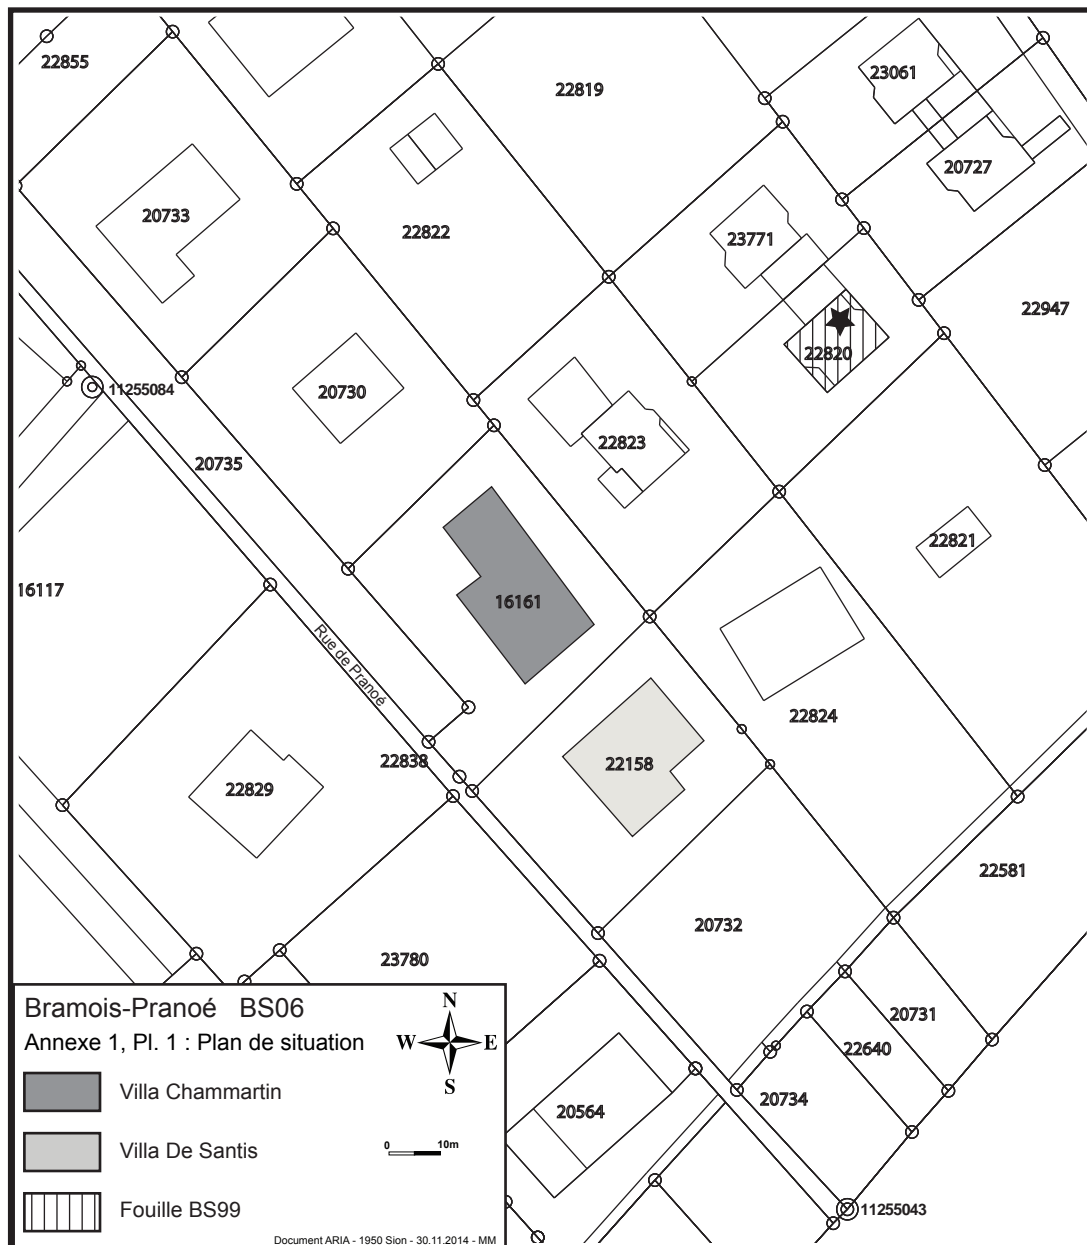 22855
22819
23061
20727
20733
22822
23771
22947
22820
11255084
20730
22823
20735
22821
16117
16161
Rue de Pranoé
22824
22838
22158
22829
22581
20732
23780
20731
22640
20734
20564
11255043
Bramois-Pranoé BS06
Annexe 1, Pl. 1 : Plan de situation
N
W E
S
Villa Chammartin
Villa De Santis
0 10m
Fouille BS99
Document ARIA - 1950 Sion - 30.11.2014 - MM